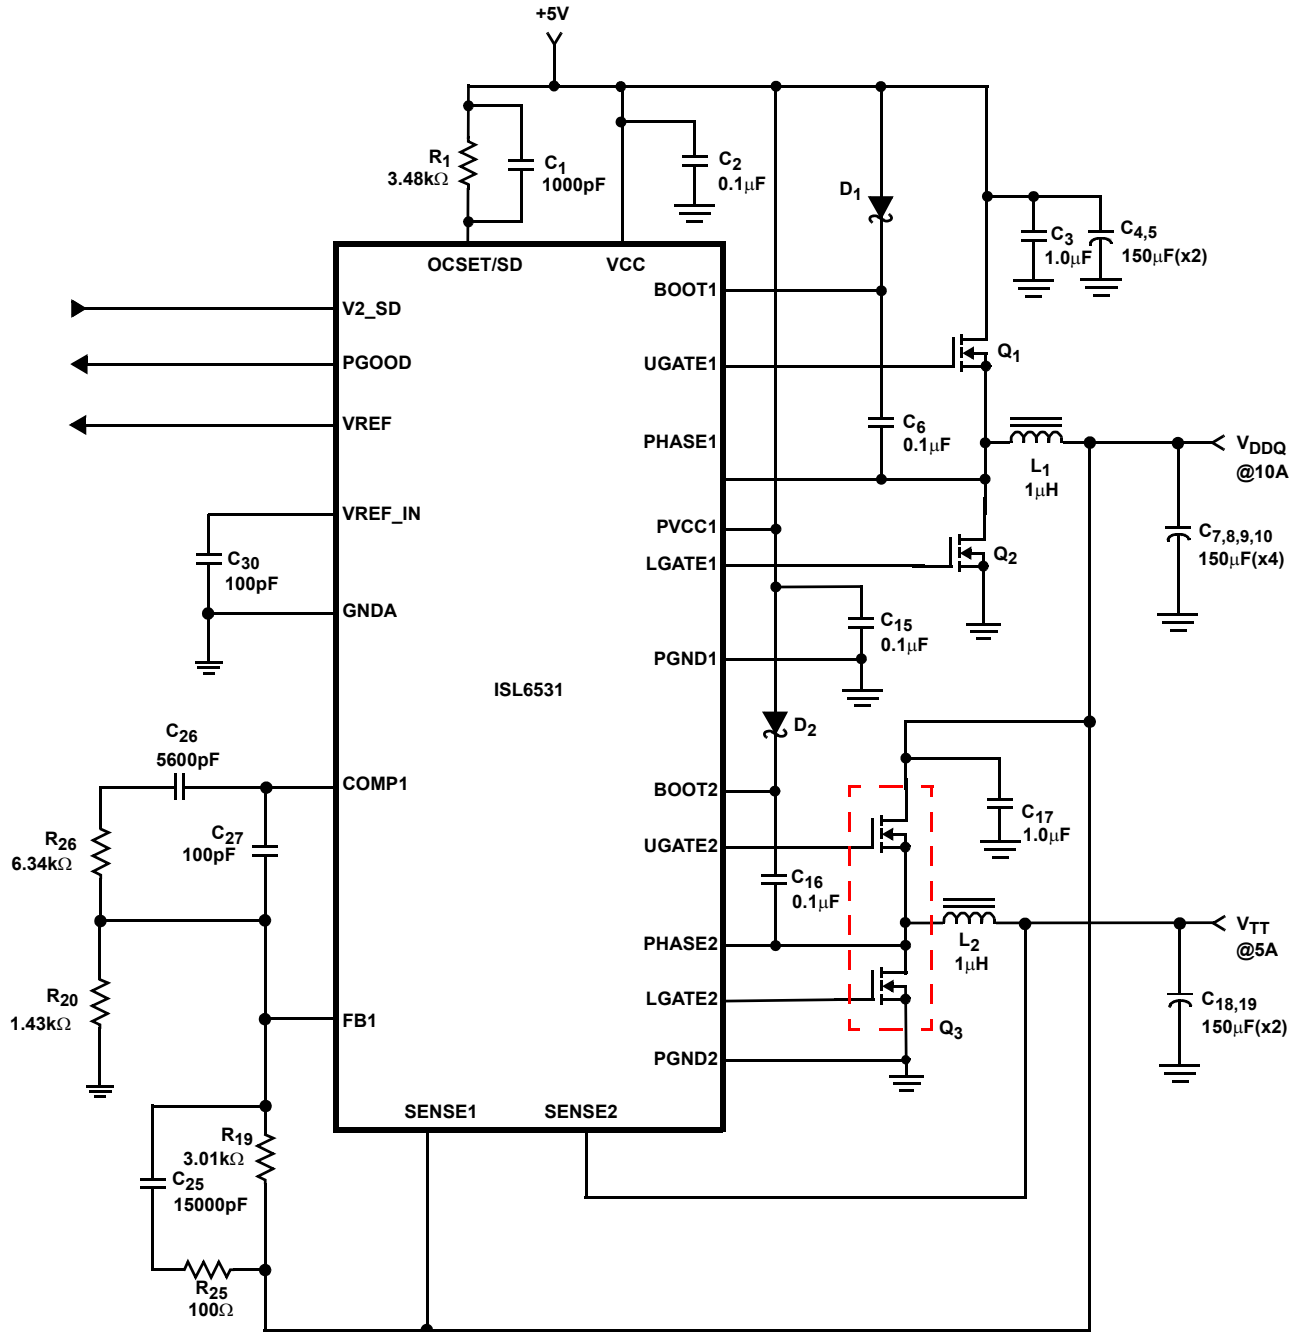 +5V
R1
3.48kΩ
C1
1000pF
C2
0.1μF
D1
C3
1.0μF
C4,5
150μF(x2)
OCSET/SD
VCC
BOOT1
V2_SD
PGOOD
UGATE1
Q1
VREF
C6
0.1μF
PHASE1
L1
1μH
VDDQ
@10A
VREF_IN
PVCC1
C30
100pF
LGATE1
Q2
C7,8,9,10
150μF(x4)
GNDA
C15
0.1μF
PGND1
ISL6531
D2
C26
5600pF
COMP1
BOOT2
R26
6.34kΩ
C27
100pF
UGATE2
C17
1.0μF
C16
0.1μF
PHASE2
L2
1μH
VTT
@5A
R20
1.43kΩ
LGATE2
C18,19
150μF(x2)
FB1
Q3
PGND2
SENSE1
SENSE2
R19
3.01kΩ
C25
15000pF
R25
100Ω